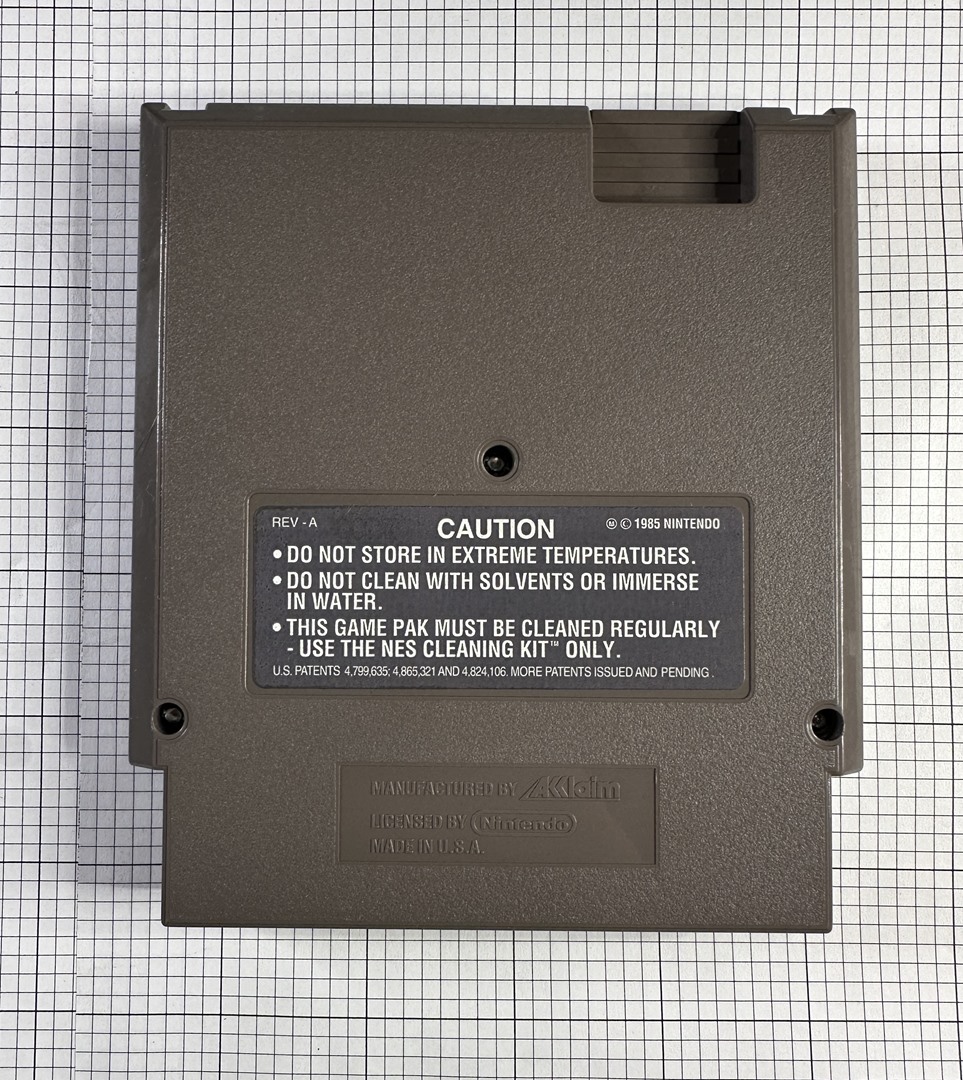 REV - A
CAUTION
Ⓜ © 1985 NINTENDO
• DO NOT STORE IN EXTREME TEMPERATURES.
• DO NOT CLEAN WITH SOLVENTS OR IMMERSE
IN WATER.
• THIS GAME PAK MUST BE CLEANED REGULARLY
- USE THE NES CLEANING KIT™ ONLY.
U.S. PATENTS 4,799,635; 4,865,321 AND 4,824,106. MORE PATENTS ISSUED AND PENDING.
MANUFACTURED BY AKklaim
LICENSED BY Nintendo
MADE IN U.S.A.